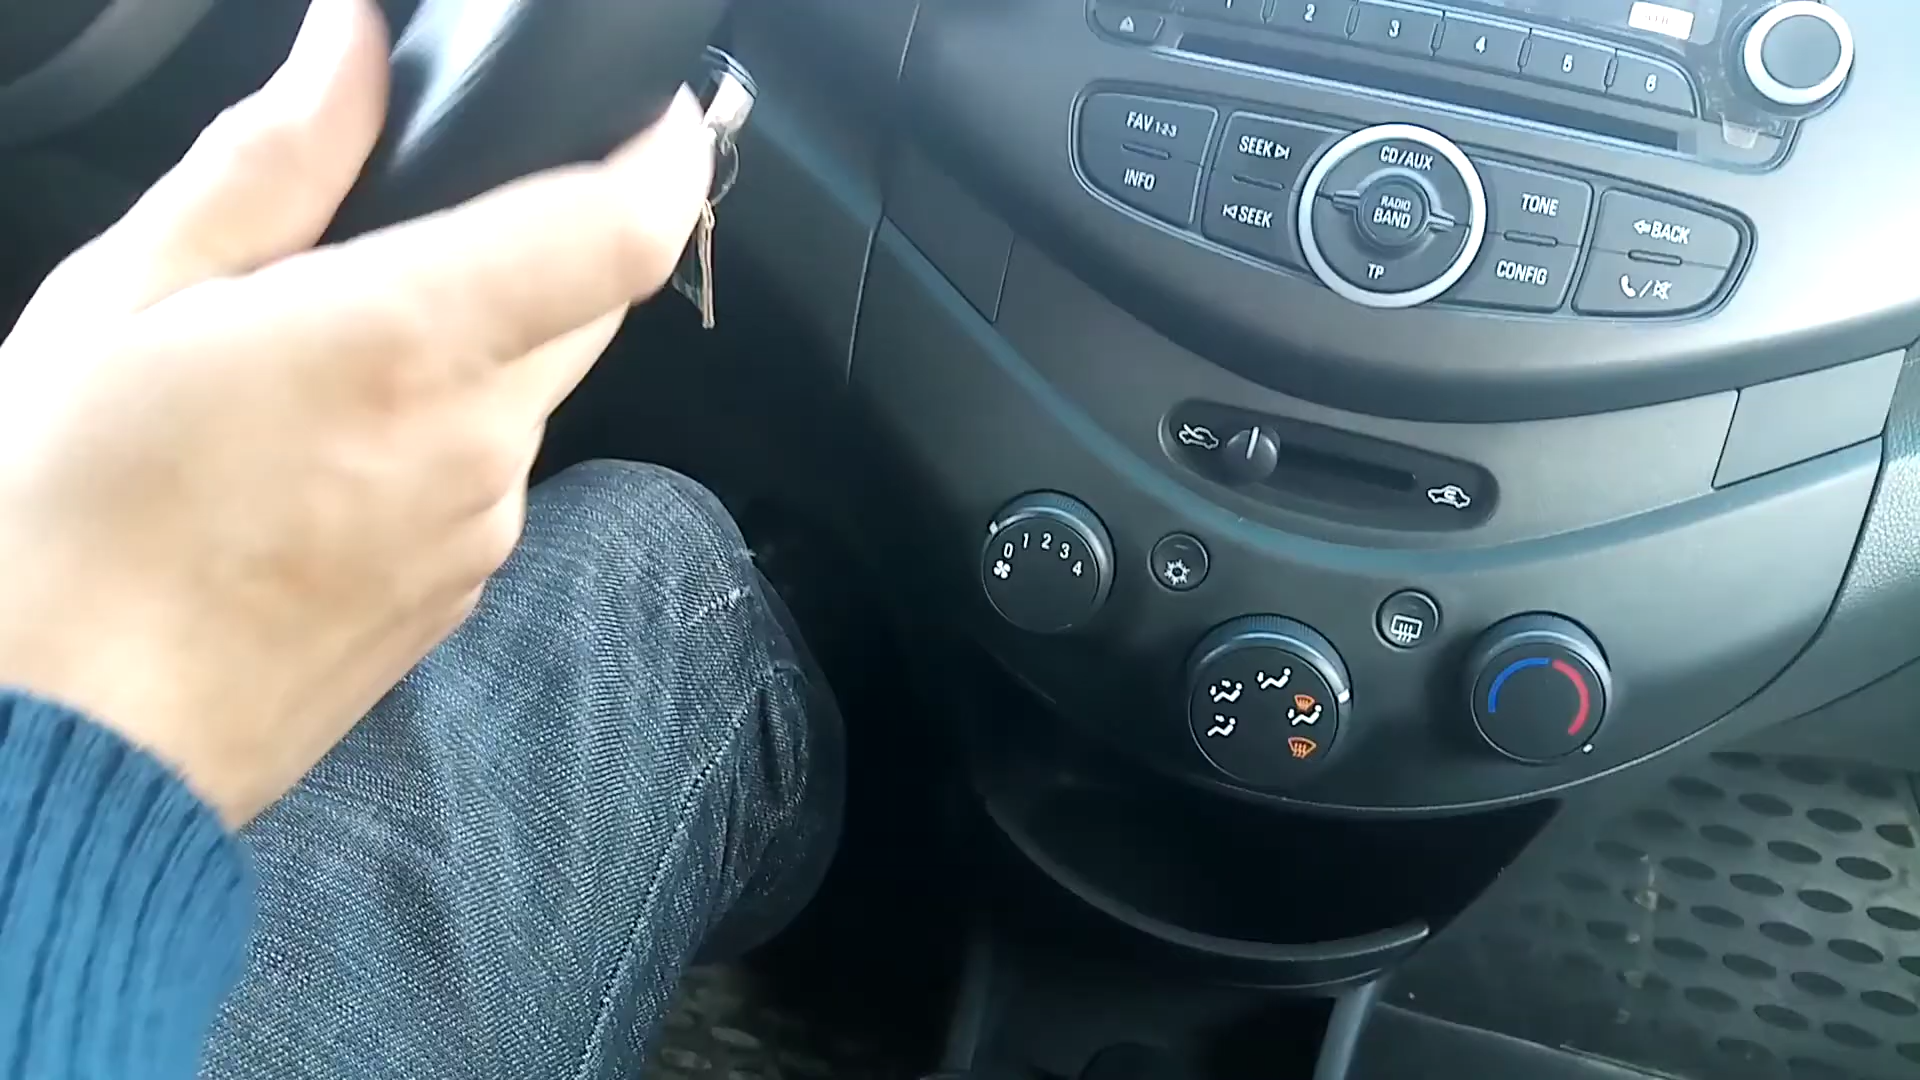 1 2 3 4 5 6
FAV 1-2-3
SEEK
CD/AUX
TONE
BACK
INFO
SEEK
RADIO
BAND
TP
CONFIG
/
0 1 2 3 4